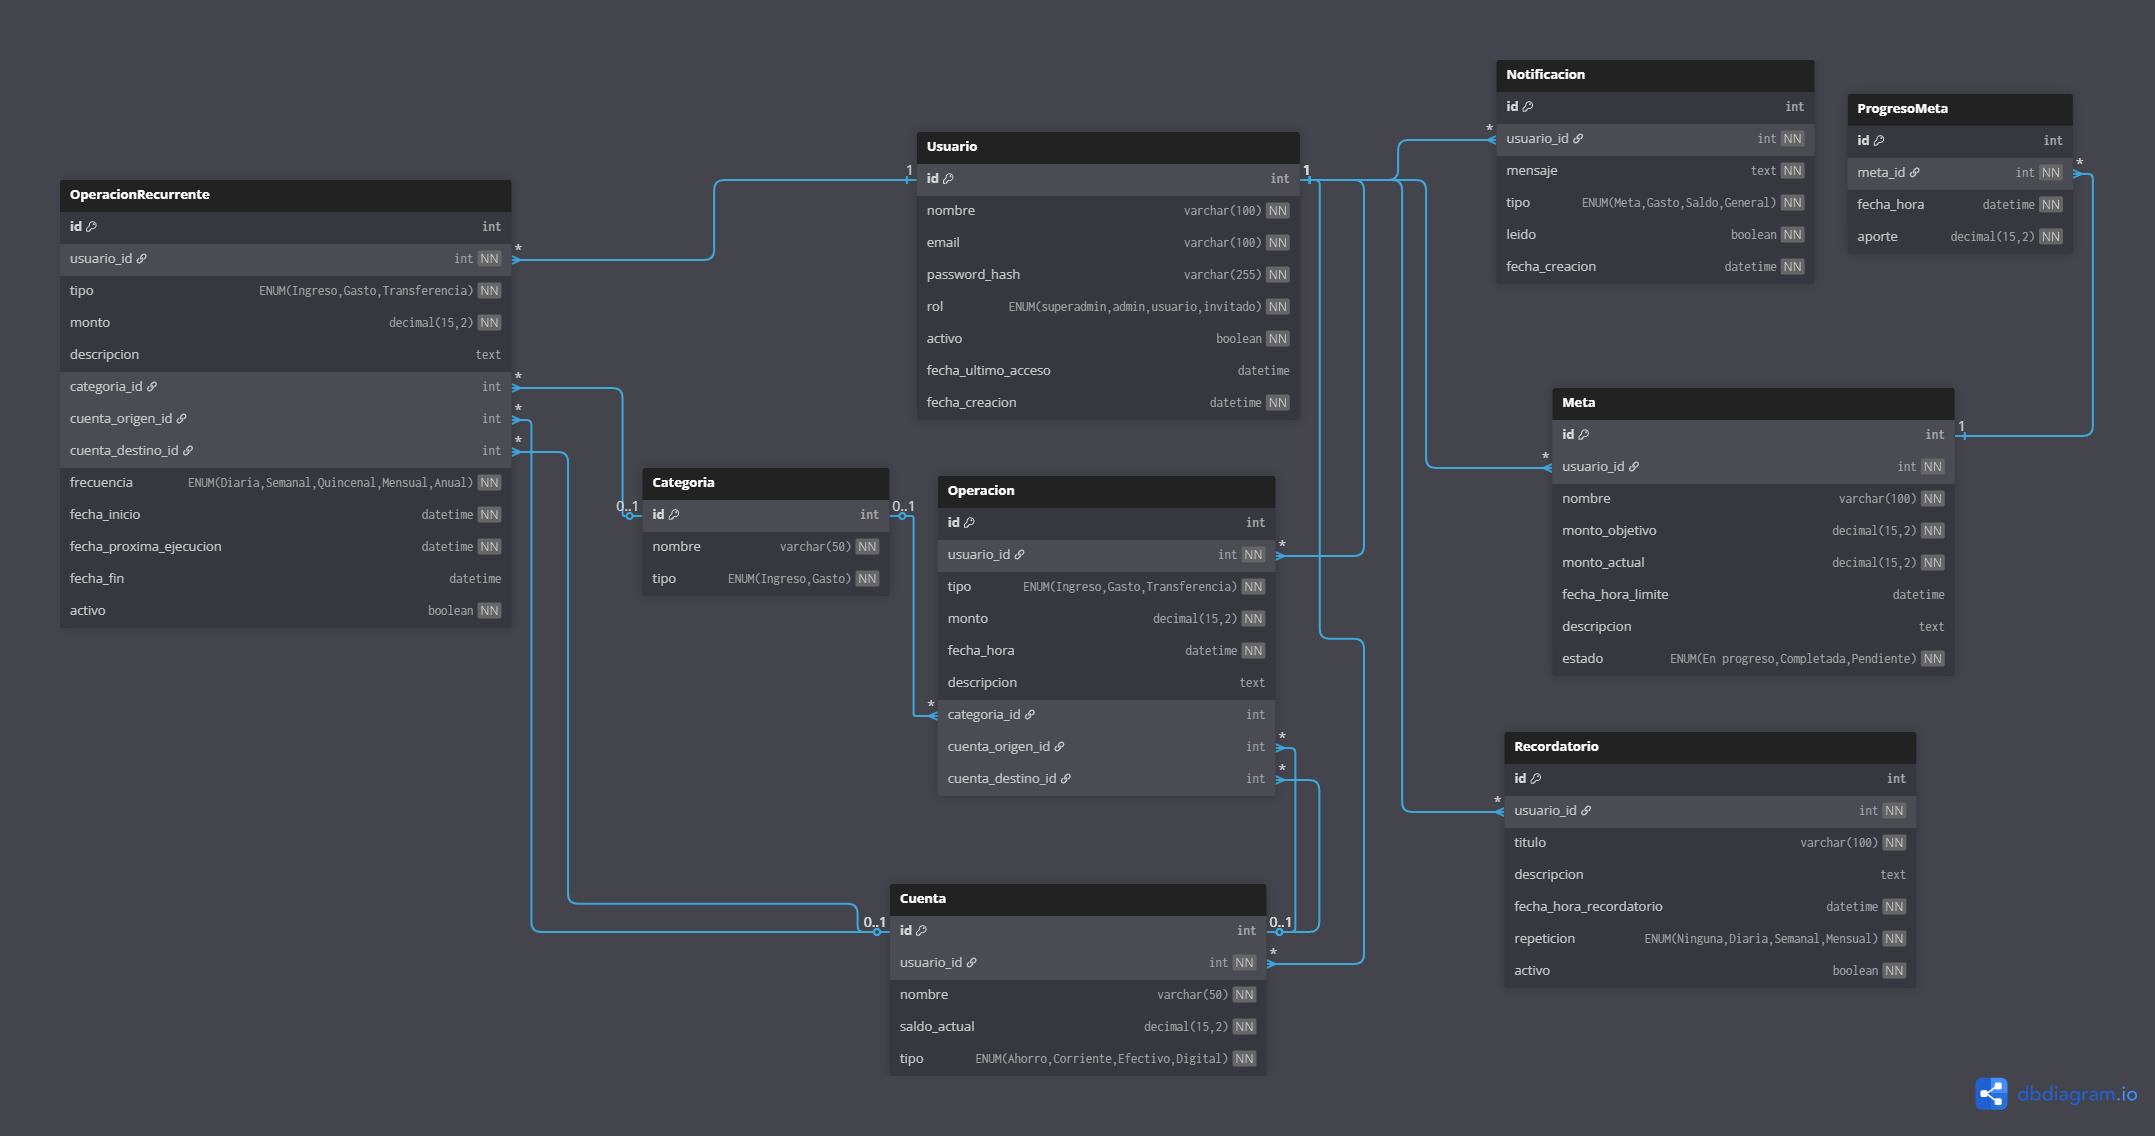 OperacionRecurrente
id int
usuario_id int NN
tipo ENUM(Ingreso,Gasto,Transferencia) NN
monto decimal(15,2) NN
descripcion text
categoria_id int
cuenta_origen_id int
cuenta_destino_id int
frecuencia ENUM(Diaria,Semanal,Quincenal,Mensual,Anual) NN
fecha_inicio datetime NN
fecha_proxima_ejecucion datetime NN
fecha_fin datetime
activo boolean NN
*
*
*
*
1
Usuario
id int
nombre varchar(100) NN
email varchar(100) NN
password_hash varchar(255) NN
rol ENUM(superadmin,admin,usuario,invitado) NN
activo boolean NN
fecha_ultimo_acceso datetime
fecha_creacion datetime NN
1
0..1
Categoria
id int
nombre varchar(50) NN
tipo ENUM(Ingreso,Gasto) NN
0..1
Operacion
id int
usuario_id int NN
tipo ENUM(Ingreso,Gasto,Transferencia) NN
monto decimal(15,2) NN
fecha_hora datetime NN
descripcion text
categoria_id int
cuenta_origen_id int
cuenta_destino_id int
*
*
*
*
0..1
Cuenta
id int
usuario_id int NN
nombre varchar(50) NN
saldo_actual decimal(15,2) NN
tipo ENUM(Ahorro,Corriente,Efectivo,Digital) NN
0..1
*
*
Notificacion
id int
usuario_id int NN
mensaje text NN
tipo ENUM(Meta,Gasto,Saldo,General) NN
leido boolean NN
fecha_creacion datetime NN
ProgresoMeta
id int
meta_id int NN
fecha_hora datetime NN
aporte decimal(15,2) NN
*
*
Meta
id int
usuario_id int NN
nombre varchar(100) NN
monto_objetivo decimal(15,2) NN
monto_actual decimal(15,2) NN
fecha_hora_limite datetime
descripcion text
estado ENUM(En progreso,Completada,Pendiente) NN
1
*
Recordatorio
id int
usuario_id int NN
titulo varchar(100) NN
descripcion text
fecha_hora_recordatorio datetime NN
repeticion ENUM(Ninguna,Diaria,Semanal,Mensual) NN
activo boolean NN
dbdiagram.io